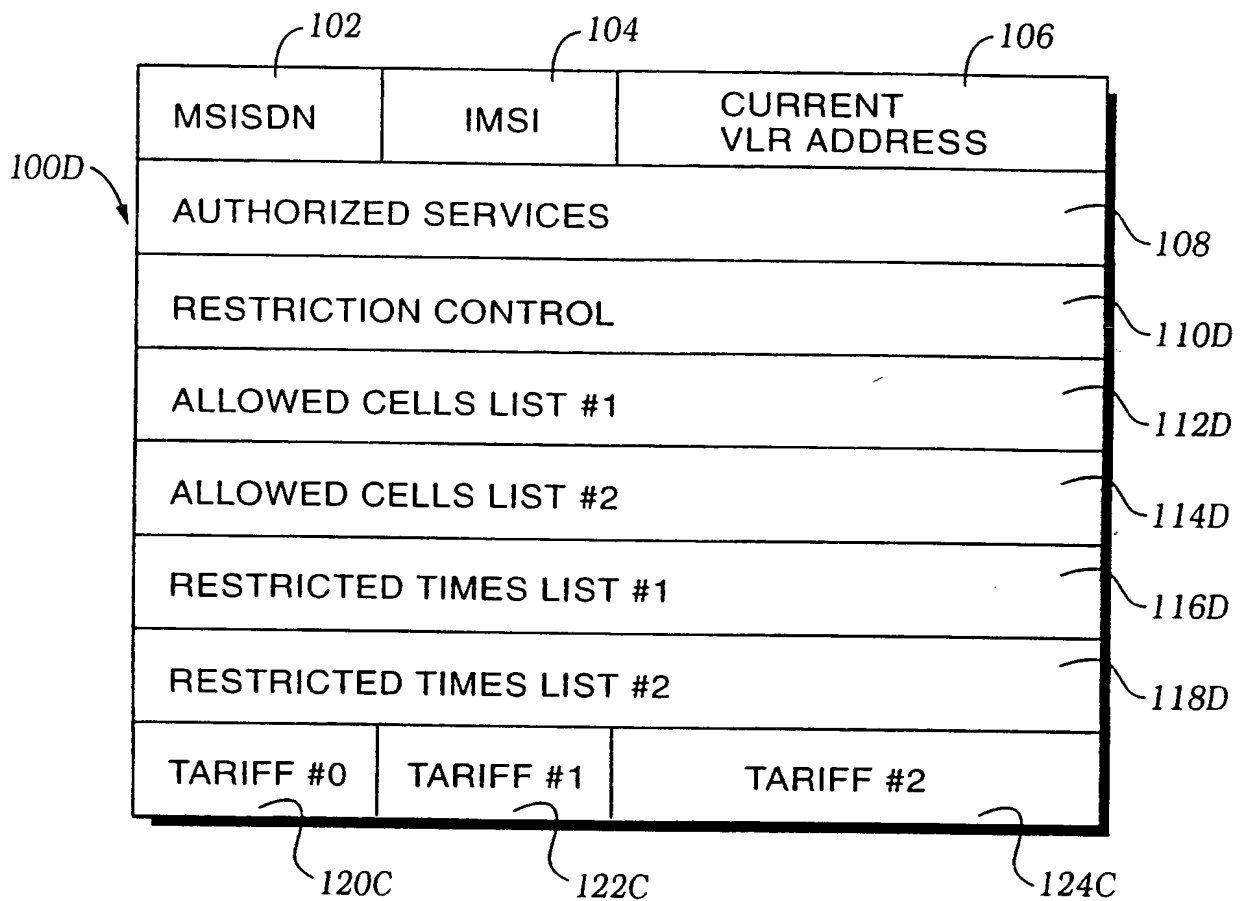 102
104
106
MSISDN
IMSI
CURRENT
VLR ADDRESS
100D
AUTHORIZED SERVICES
108
RESTRICTION CONTROL
110D
ALLOWED CELLS LIST #1
112D
ALLOWED CELLS LIST #2
114D
RESTRICTED TIMES LIST #1
116D
RESTRICTED TIMES LIST #2
118D
TARIFF #0
TARIFF #1
TARIFF #2
120C
122C
124C